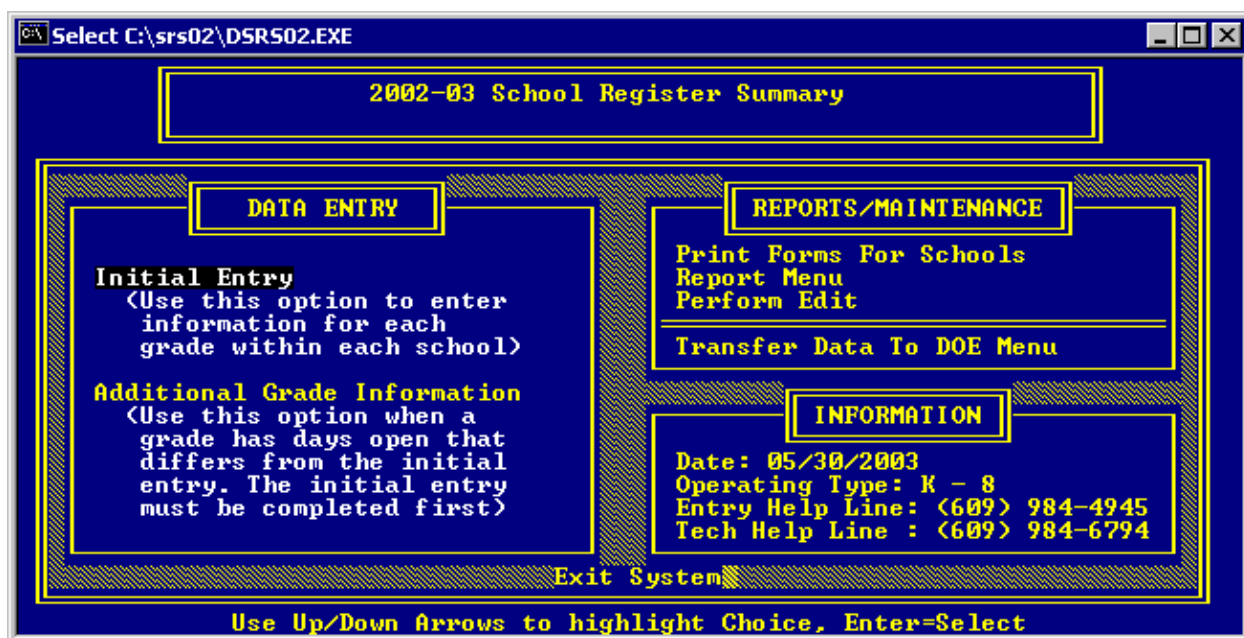 Select C:\srs02\DSRS02.EXE
2002-03 School Register Summary
DATA ENTRY
Initial Entry
(Use this option to enter
information for each
grade within each school)
Additional Grade Information
(Use this option when a
grade has days open that
differs from the initial
entry. The initial entry
must be completed first)
REPORTS/MAINTENANCE
Print Forms For Schools
Report Menu
Perform Edit
Transfer Data To DOE Menu
INFORMATION
Date: 05/30/2003
Operating Type: K - 8
Entry Help Line: (609) 984-4945
Tech Help Line : (609) 984-6794
Exit System
Use Up/Down Arrows to highlight Choice, Enter=Select